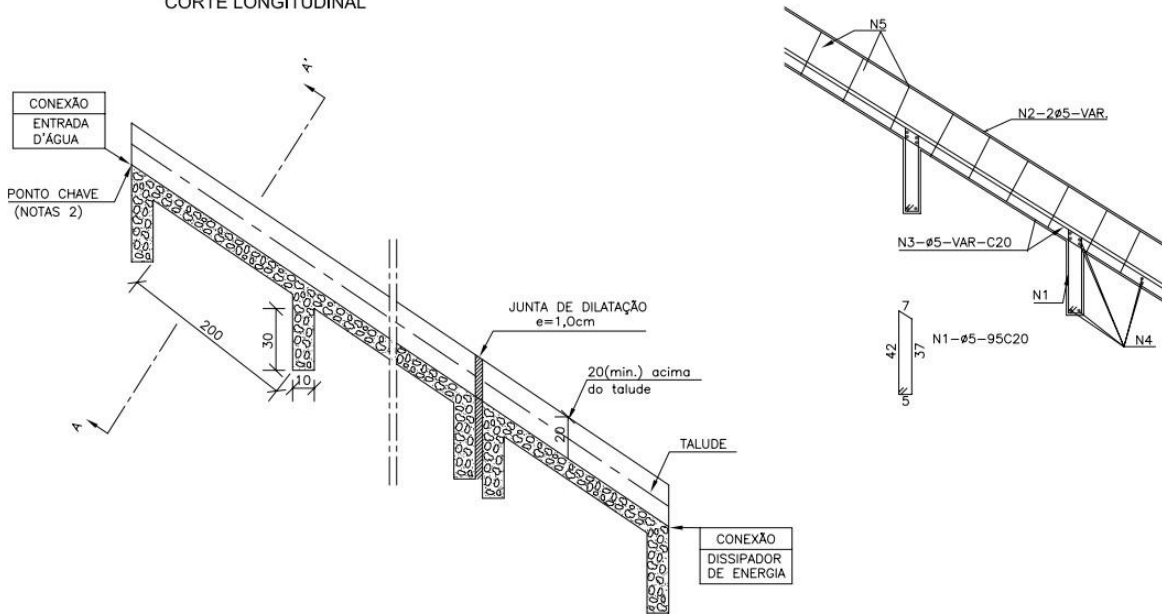 CORTE LONGITUDINAL
A'
CONEXÃO
ENTRADA
D'ÁGUA
PONTO CHAVE
(NOTAS 2)
200
30
10
A
JUNTA DE DILATAÇÃO
e=1,0cm
20(min.) acima
do talude
20
TALUDE
CONEXÃO
DISSIPADOR
DE ENERGIA
N5
N2-2ø5-VAR.
N3-ø5-VAR-C20
N1
N4
7
42
37
5
N1-ø5-95C20